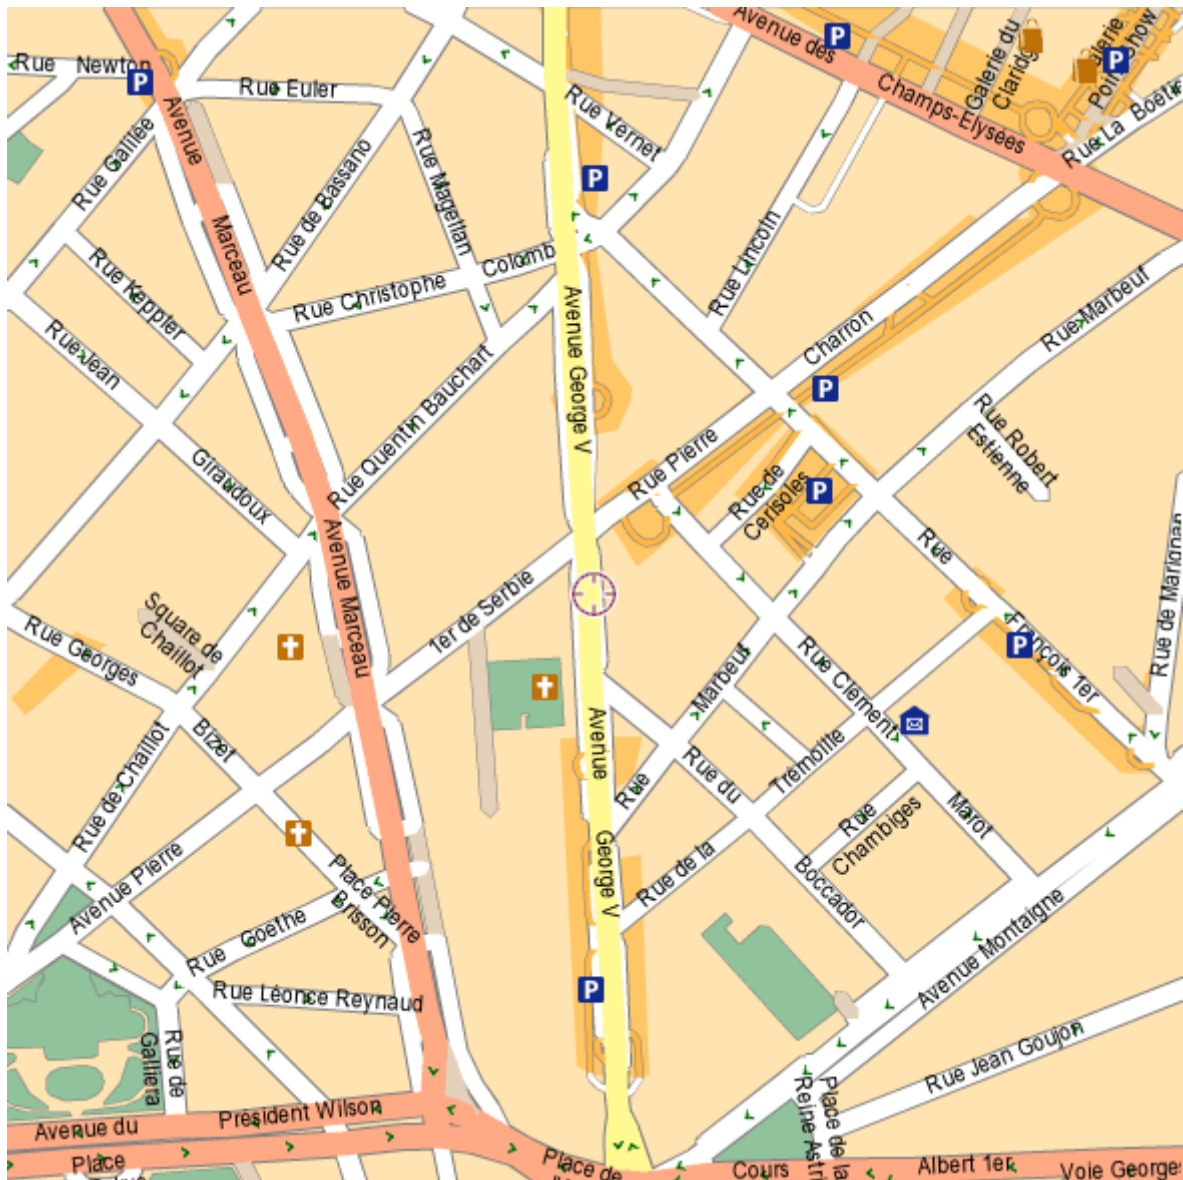 Avenue des
Champs-Elysées
Galerie du
Claridge
P
P
Rue La Boétie
Rue Newton
P
Rue Euler
Avenue
Marceau
Rue Galilée
Rue de Bassano
Rue Magellan
Rue Vernet
P
Rue Christophe
Colomb
Rue Lincoln
Charron
Rue Marbeuf
Rue Keppler
Rue Jean
Giraudoux
Rue Quentin Bauchart
Avenue George V
P
Rue Pierre
Rue Robert
Estienne
Rue de
Cerisoles
P
Avenue Marceau
1er de Serbie
Rue
François 1er
Rue de Marignan
Square de
Chaillot
Rue Georges
Bizet
P
Marbeuf
Rue Clément
Marot
Avenue
George V
Rue
Rue du
Boccador
Trémoille
Rue de la
Rue
Chambiges
Rue de Chaillot
Avenue Pierre
Place Pierre
Brisson
Rue Goethe
Rue Léonce Reynaud
P
Avenue Montaigne
Rue Jean Goujon
Rue de
Galliera
Place de la
Reine Astri
Avenue du
Président Wilson
Place
Place de
Cours
Albert 1er
Voie George